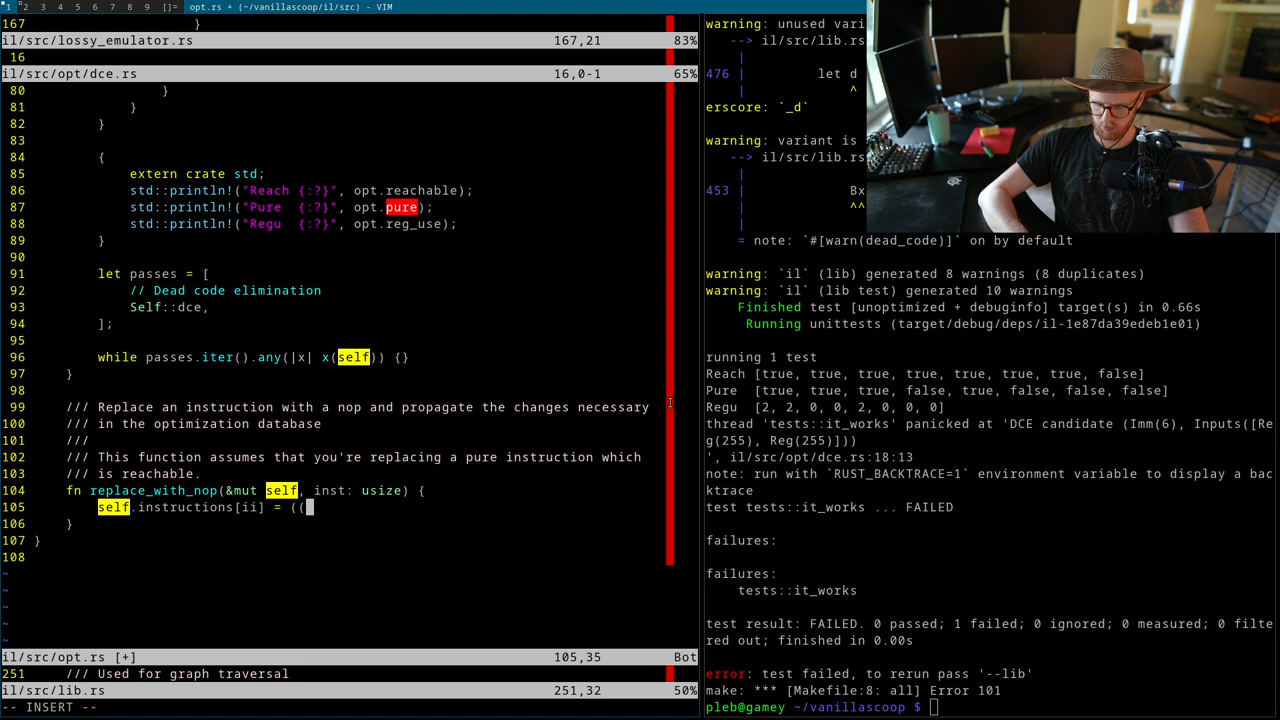 1 2 3 4 5 6 7 8 9 []= opt.rs + (~/vanillascoop/il/src) - VIM
167 }
il/src/lossy_emulator.rs 167,21 83%
16
il/src/opt/dce.rs 16,0-1 65%
80 }
81 }
82 }
83
84 {
85 extern crate std;
86 std::println!("Reach {:?}", opt.reachable);
87 std::println!("Pure  {:?}", opt.pure);
88 std::println!("Regu  {:?}", opt.reg_use);
89 }
90
91 let passes = [
92 // Dead code elimination
93 Self::dce,
94 ];
95
96 while passes.iter().any(|x| x(self)) {}
97 }
98
99 /// Replace an instruction with a nop and propagate the changes necessary
100 /// in the optimization database
101 ///
102 /// This function assumes that you're replacing a pure instruction which
103 /// is reachable.
104 fn replace_with_nop(&mut self, inst: usize) {
105 self.instructions[ii] = ((
106 }
107 }
108
~
~
~
~
~
il/src/opt.rs [+] 105,35 Bot
251 /// Used for graph traversal
il/src/lib.rs 251,32 50%
-- INSERT --
warning: unused vari
--> il/src/lib.rs
|
476 | let d
| ^
erscore: `_d`
warning: variant is
--> il/src/lib.rs
|
453 | Bx
| ^^
= note: `#[warn(dead_code)]` on by default
warning: `il` (lib) generated 8 warnings (8 duplicates)
warning: `il` (lib test) generated 10 warnings
Finished test [unoptimized + debuginfo] target(s) in 0.66s
Running unittests (target/debug/deps/il-1e87da39edeb1e01)
running 1 test
Reach [true, true, true, true, true, true, true, false]
Pure  [true, true, true, false, true, false, false, false]
Regu  [2, 2, 0, 0, 2, 0, 0, 0]
thread 'tests::it_works' panicked at 'DCE candidate (Imm(6), Inputs([Re
g(255), Reg(255)]))
', il/src/opt/dce.rs:18:13
note: run with `RUST_BACKTRACE=1` environment variable to display a bac
ktrace
test tests::it_works ... FAILED
failures:
failures:
tests::it_works
test result: FAILED. 0 passed; 1 failed; 0 ignored; 0 measured; 0 filte
red out; finished in 0.00s
error: test failed, to rerun pass '--lib'
make: *** [Makefile:8: all] Error 101
pleb@gamey ~/vanillascoop $